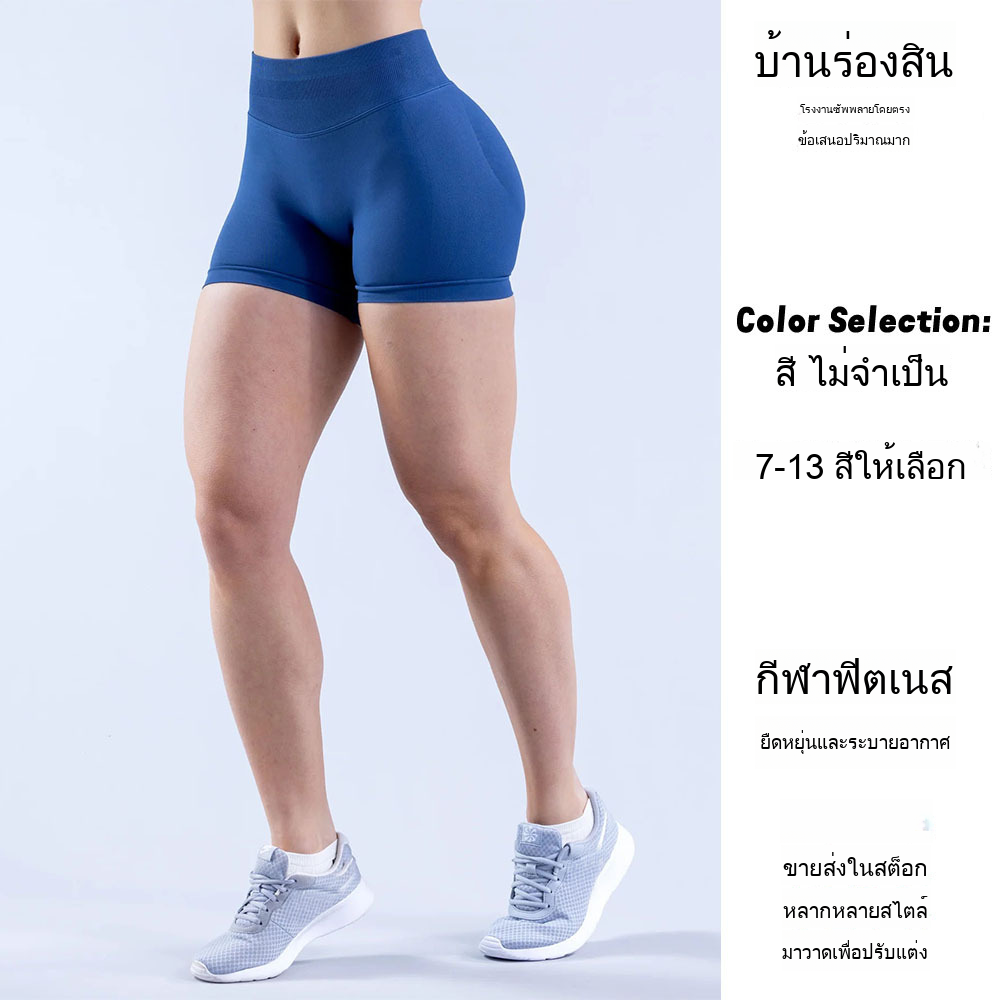 บ้านร่องสิน
โรงงานซัพพลายโดยตรง
ข้อเสนอปริมาณมาก
Color Selection:
สี ไม่จำเป็น
7-13 สีให้เลือก
กีฬาฟิตเนส
ยืดหยุ่นและระบายอากาศ
ขายส่งในสต็อก
หลากหลายสไตล์
มาวาดเพื่อปรับแต่ง